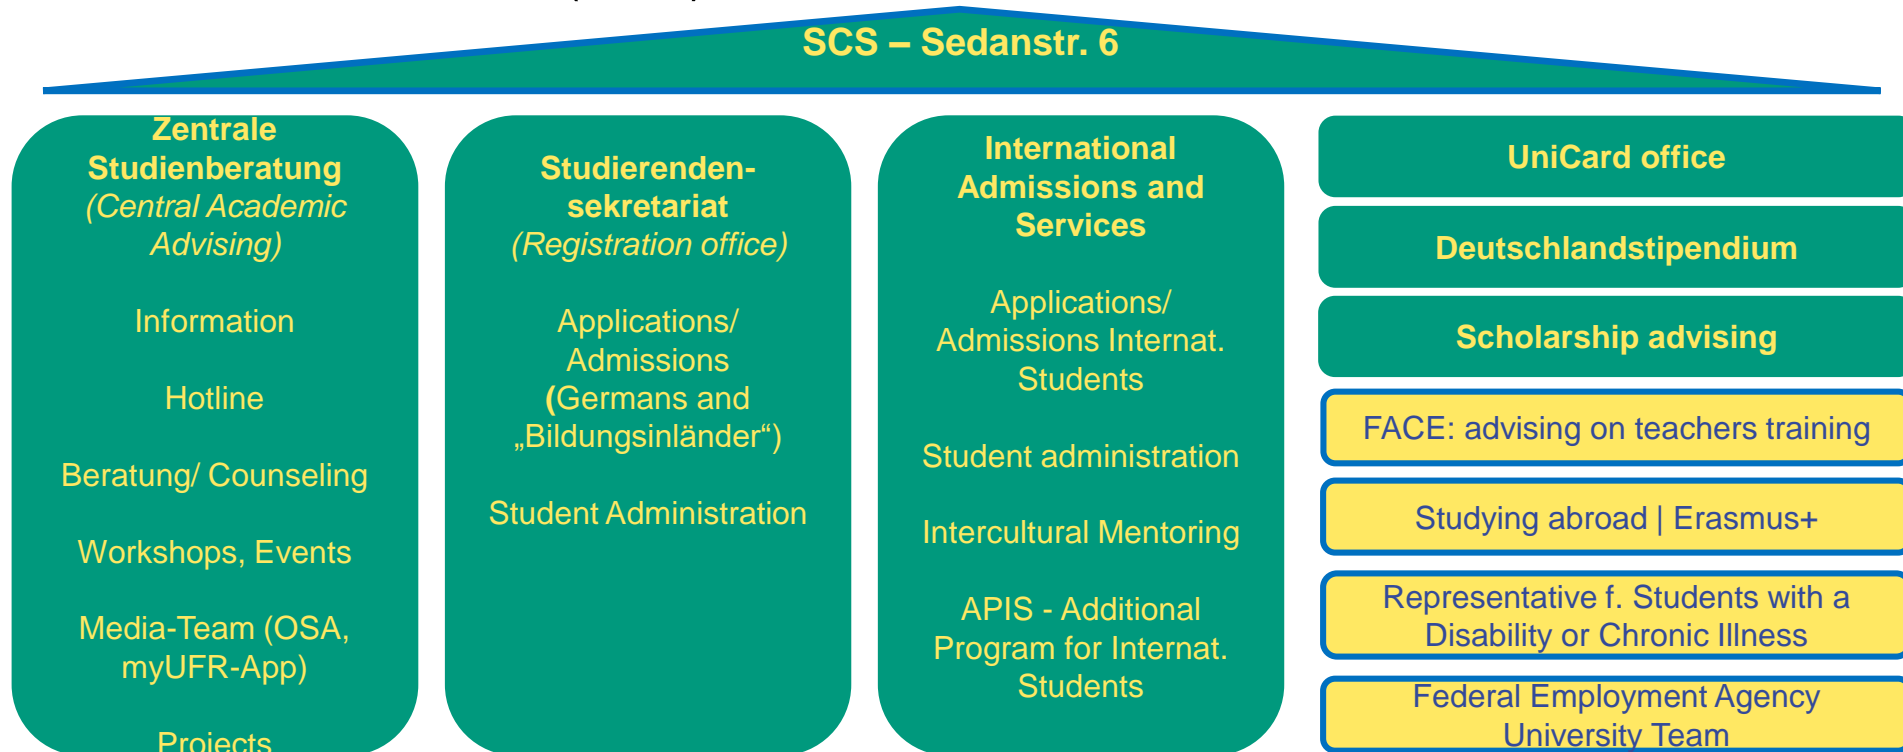 SCS – Sedanstr. 6
Zentrale
Studienberatung
(Central Academic
Advising)
Information
Hotline
Beratung/ Counseling
Workshops, Events
Media-Team (OSA,
myUFR-App)
Projects
Studierenden-
sekretariat
(Registration office)
Applications/
Admissions
(Germans and
„Bildungsinländer“)
Student Administration
International
Admissions and
Services
Applications/
Admissions Internat.
Students
Student administration
Intercultural Mentoring
APIS - Additional
Program for Internat.
Students
UniCard office
Deutschlandstipendium
Scholarship advising
FACE: advising on teachers training
Studying abroad | Erasmus+
Representative f. Students with a
Disability or Chronic Illness
Federal Employment Agency
University Team